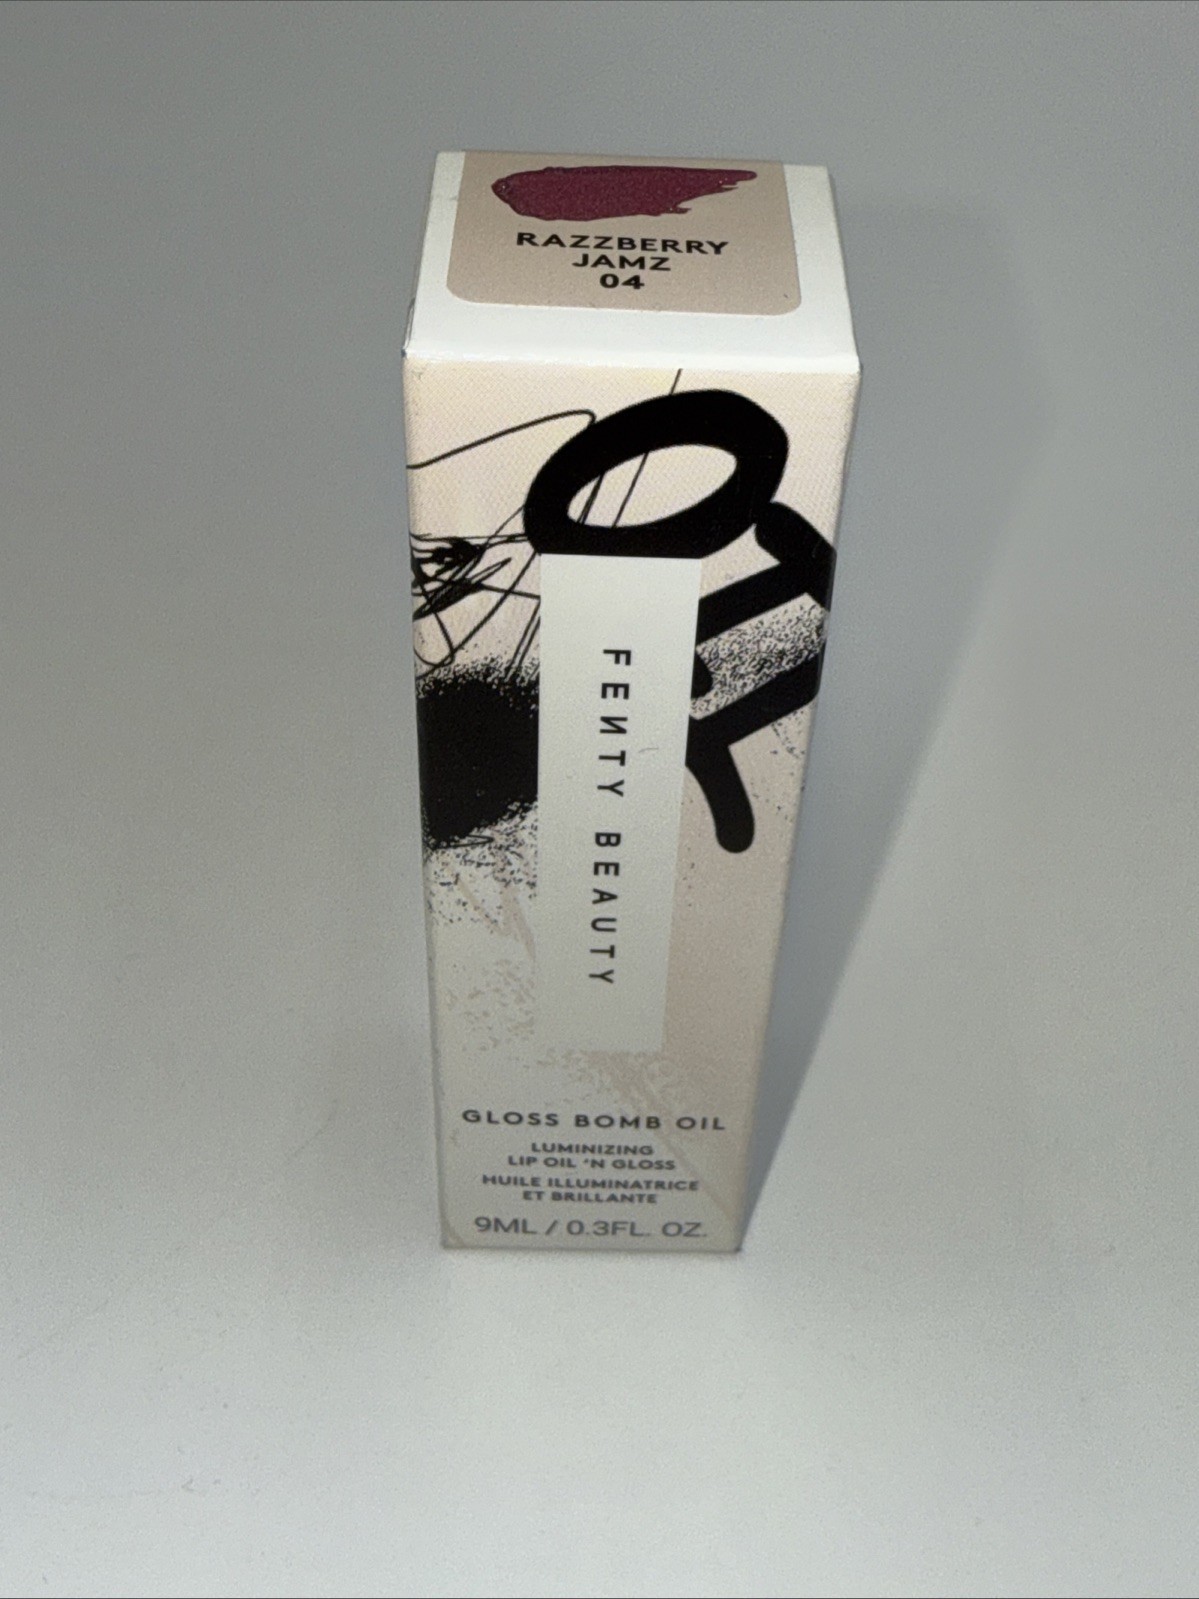 RAZZBERRY
JAMZ
04
OIL
FEИTY BEAUTY
GLOSS BOMB OIL
LUMINIZING
LIP OIL 'N GLOSS
HUILE ILLUMINATRICE
ET BRILLANTE
9ML / 0.3FL. OZ.